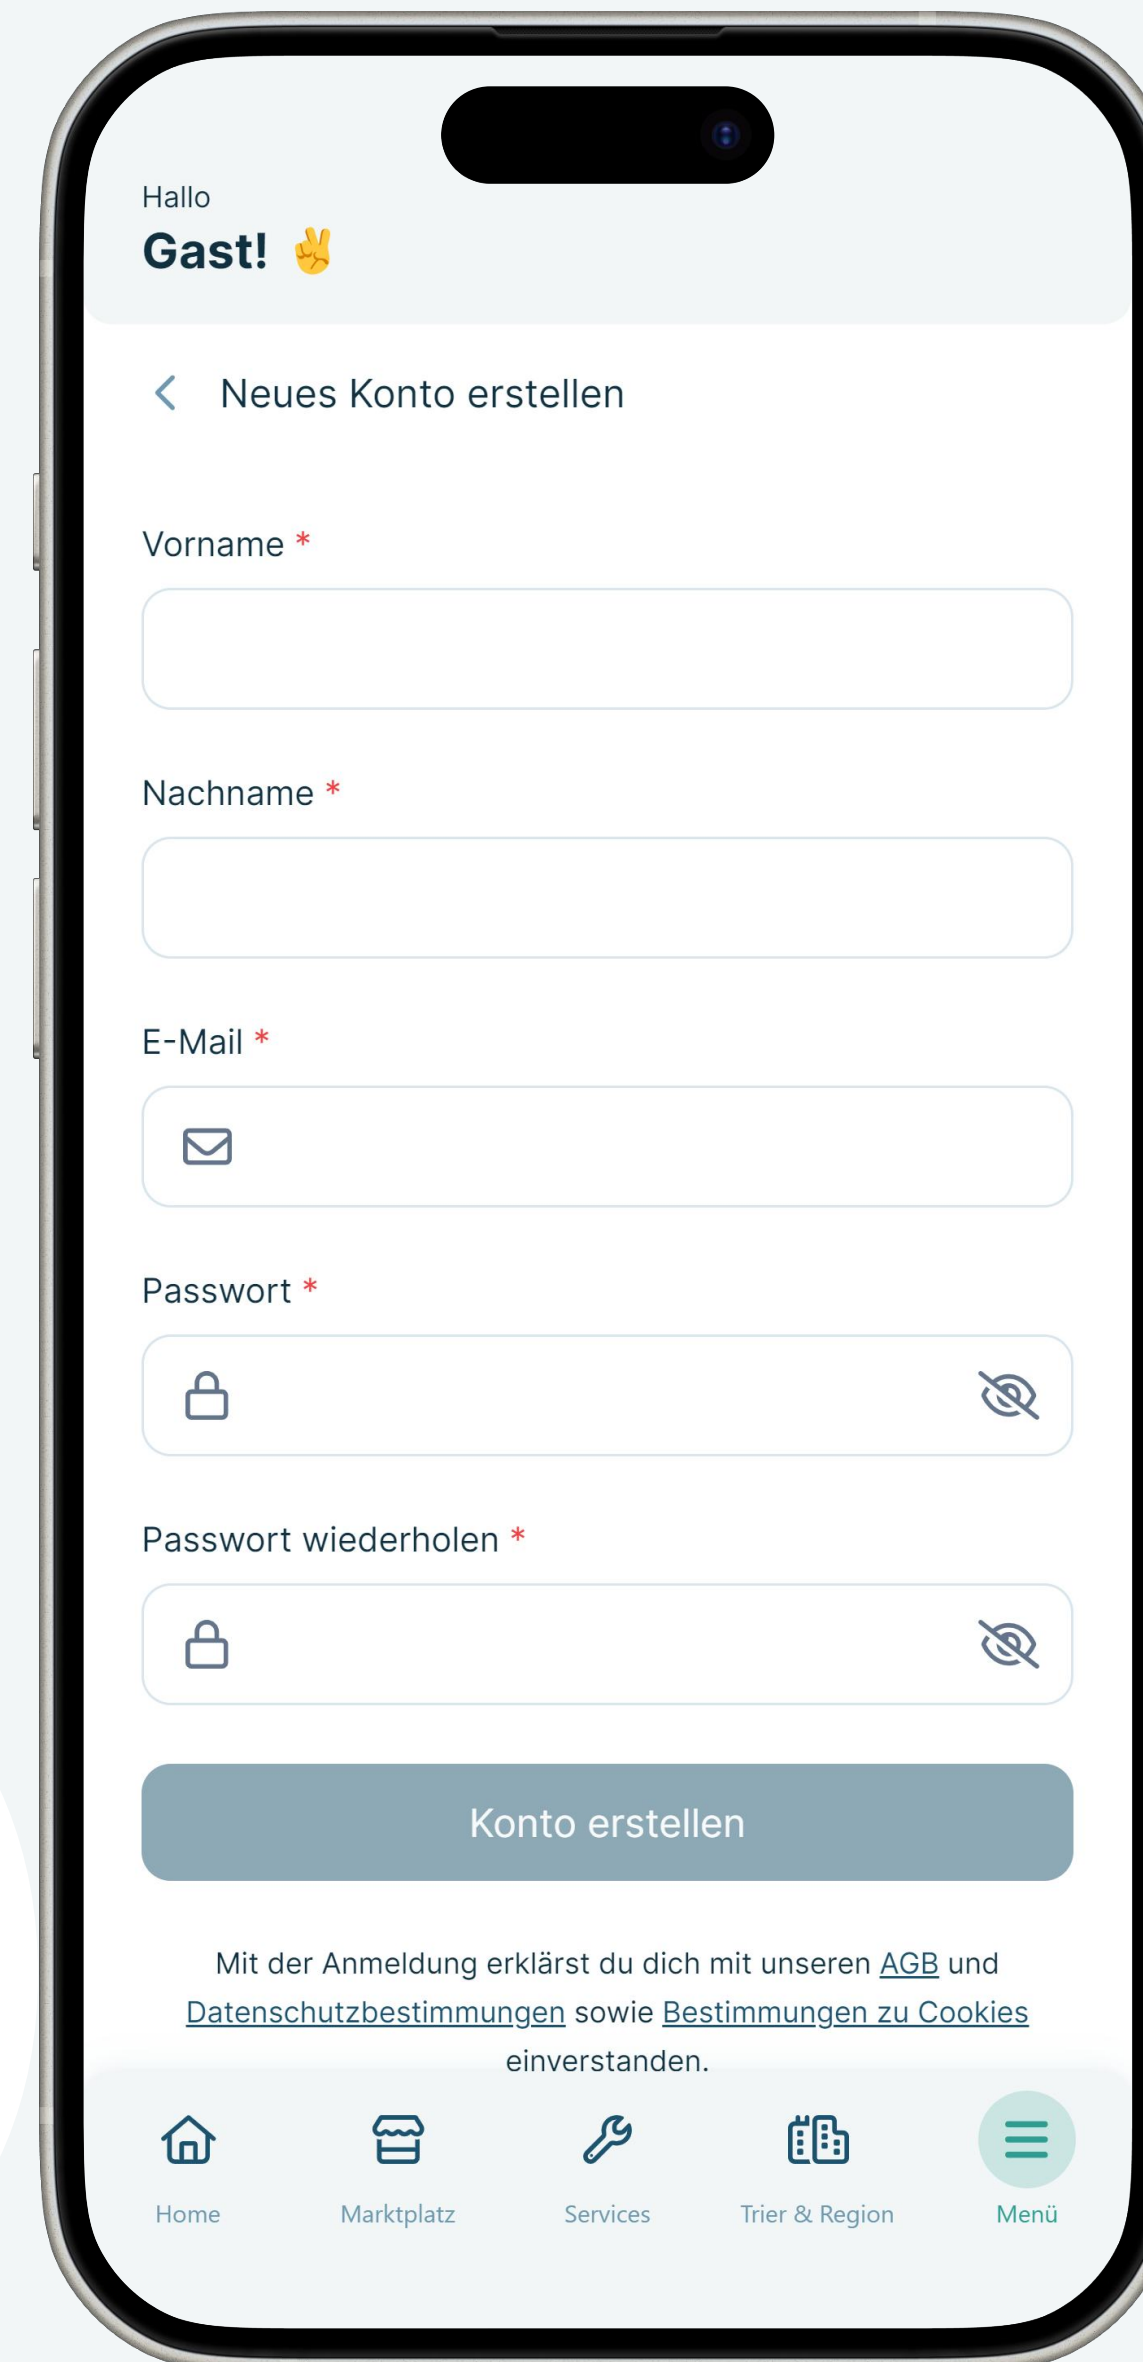 Hallo
Gast! ✌️
Neues Konto erstellen
Vorname *
Nachname *
E-Mail *
Passwort *
Passwort wiederholen *
Konto erstellen
Mit der Anmeldung erklärst du dich mit unseren AGB und
Datenschutzbestimmungen sowie Bestimmungen zu Cookies
einverstanden.
Home Marktplatz Services Trier & Region Menü